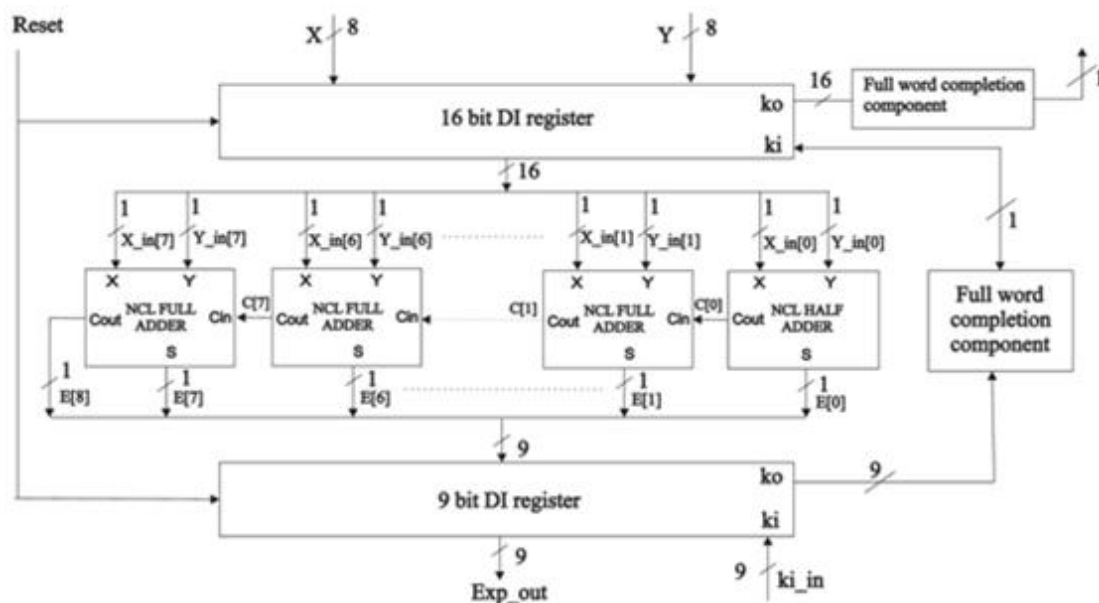 Reset
X 8
Y 8
16 bit DI register
ko
ki
16
Full word completion
component
1
16
1 1 1 1 1 1 1 1
X_in[7] Y_in[7] X_in[6] Y_in[6] X_in[1] Y_in[1] X_in[0] Y_in[0]
1
X Y
NCL FULL
ADDER
Cout
Cin
S
C[7]
X Y
NCL FULL
ADDER
Cout
Cin
S
C[1]
X Y
NCL FULL
ADDER
Cout
Cin
S
C[0]
X Y
NCL HALF
ADDER
Cout
S
Full word
completion
component
1 1 1 1 1
E[8] E[7] E[6] E[1] E[0]
9
9 bit DI register
ko
ki
9
9
Exp_out
9
ki_in